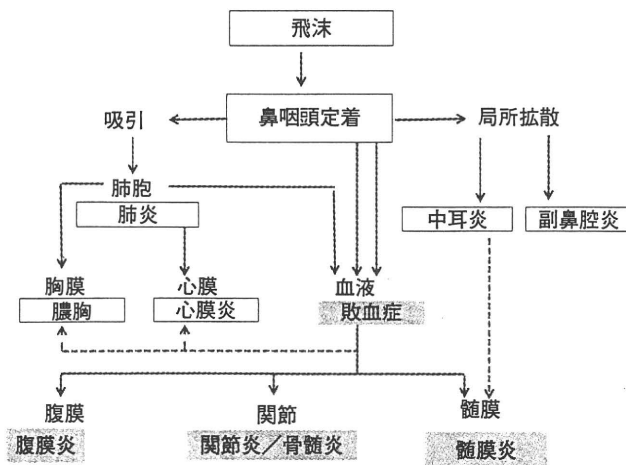 飛沫
吸引
鼻咽頭定着
局所拡散
肺胞
肺炎
中耳炎
副鼻腔炎
胸膜
膿胸
心膜
心膜炎
血液
敗血症
腹膜
腹膜炎
関節
関節炎/骨髄炎
髄膜
髄膜炎